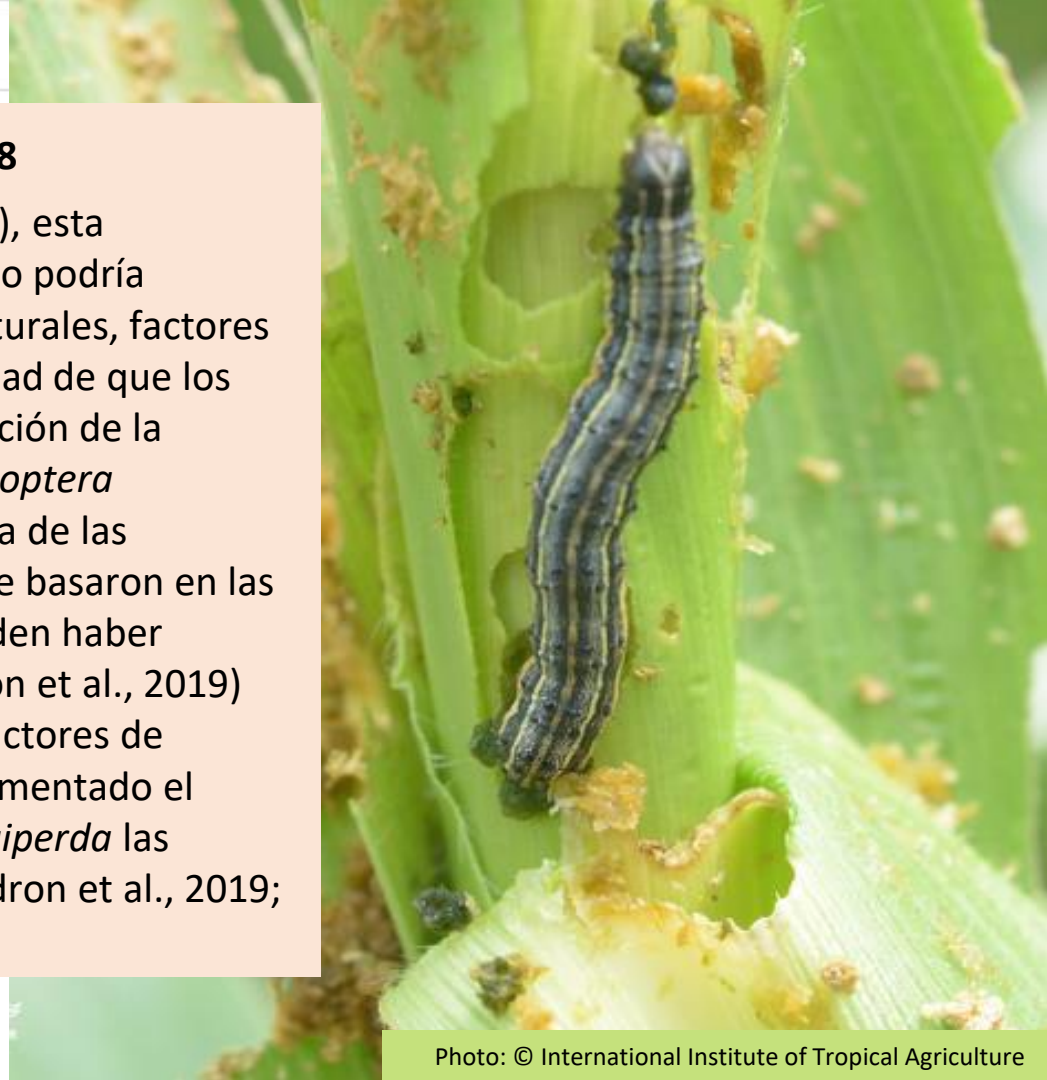 8
), esta
o podría
turales, factores
ad de que los
ción de la
optera
a de las
e basaron en las
den haber
on et al., 2019)
ctores de
mentado el
iperda las
dron et al., 2019;
Photo: © International Institute of Tropical Agriculture